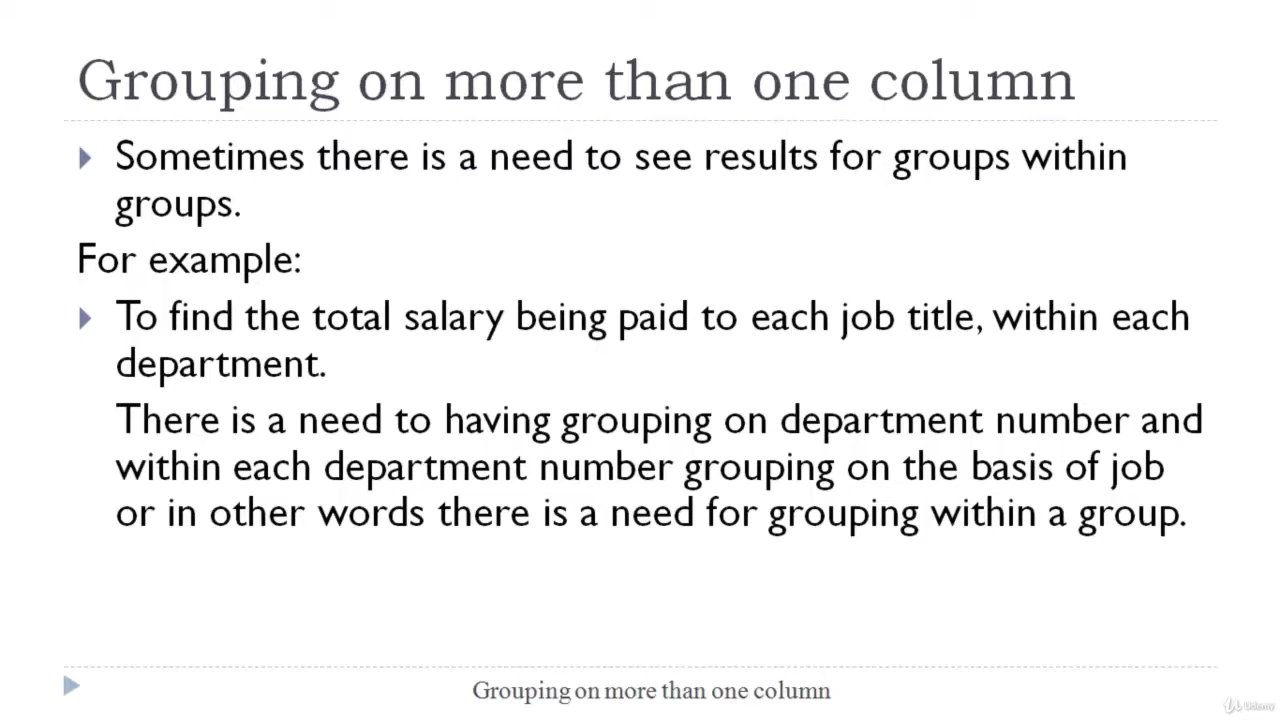 Grouping on more than one column
Sometimes there is a need to see results for groups within
groups.
For example:
To find the total salary being paid to each job title, within each
department.
There is a need to having grouping on department number and
within each department number grouping on the basis of job
or in other words there is a need for grouping within a group.
Grouping on more than one column
Udemy